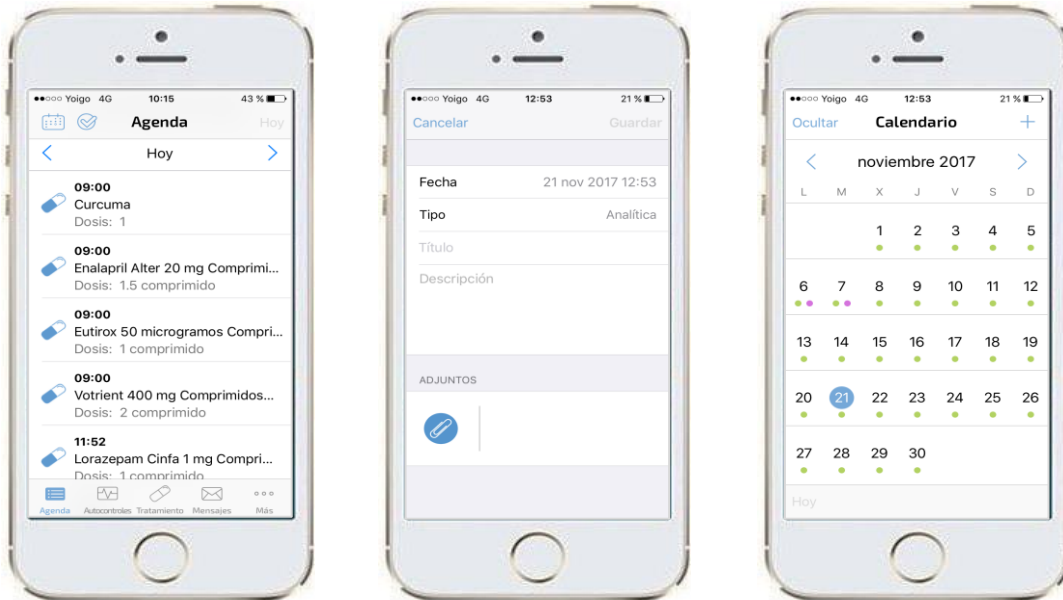 Yoigo 4G 10:15 43 %
Agenda Hoy
Hoy
09:00
Curcuma
Dosis: 1
09:00
Enalapril Alter 20 mg Comprimi...
Dosis: 1.5 comprimido
09:00
Eutirox 50 microgramos Compri...
Dosis: 1 comprimido
09:00
Votrient 400 mg Comprimidos...
Dosis: 2 comprimido
11:52
Lorazepam Cinfa 1 mg Compri...
Dosis: 1 comprimido
Agenda Autocontroles Tratamiento Mensajes Más
Yoigo 4G 12:53 21 %
Cancelar Guardar
Fecha 21 nov 2017 12:53
Tipo Analítica
Título
Descripción
ADJUNTOS
Yoigo 4G 12:53 21 %
Ocultar Calendario +
noviembre 2017
L M X J V S D
1 2 3 4 5
6 7 8 9 10 11 12
13 14 15 16 17 18 19
20 21 22 23 24 25 26
27 28 29 30
Hoy